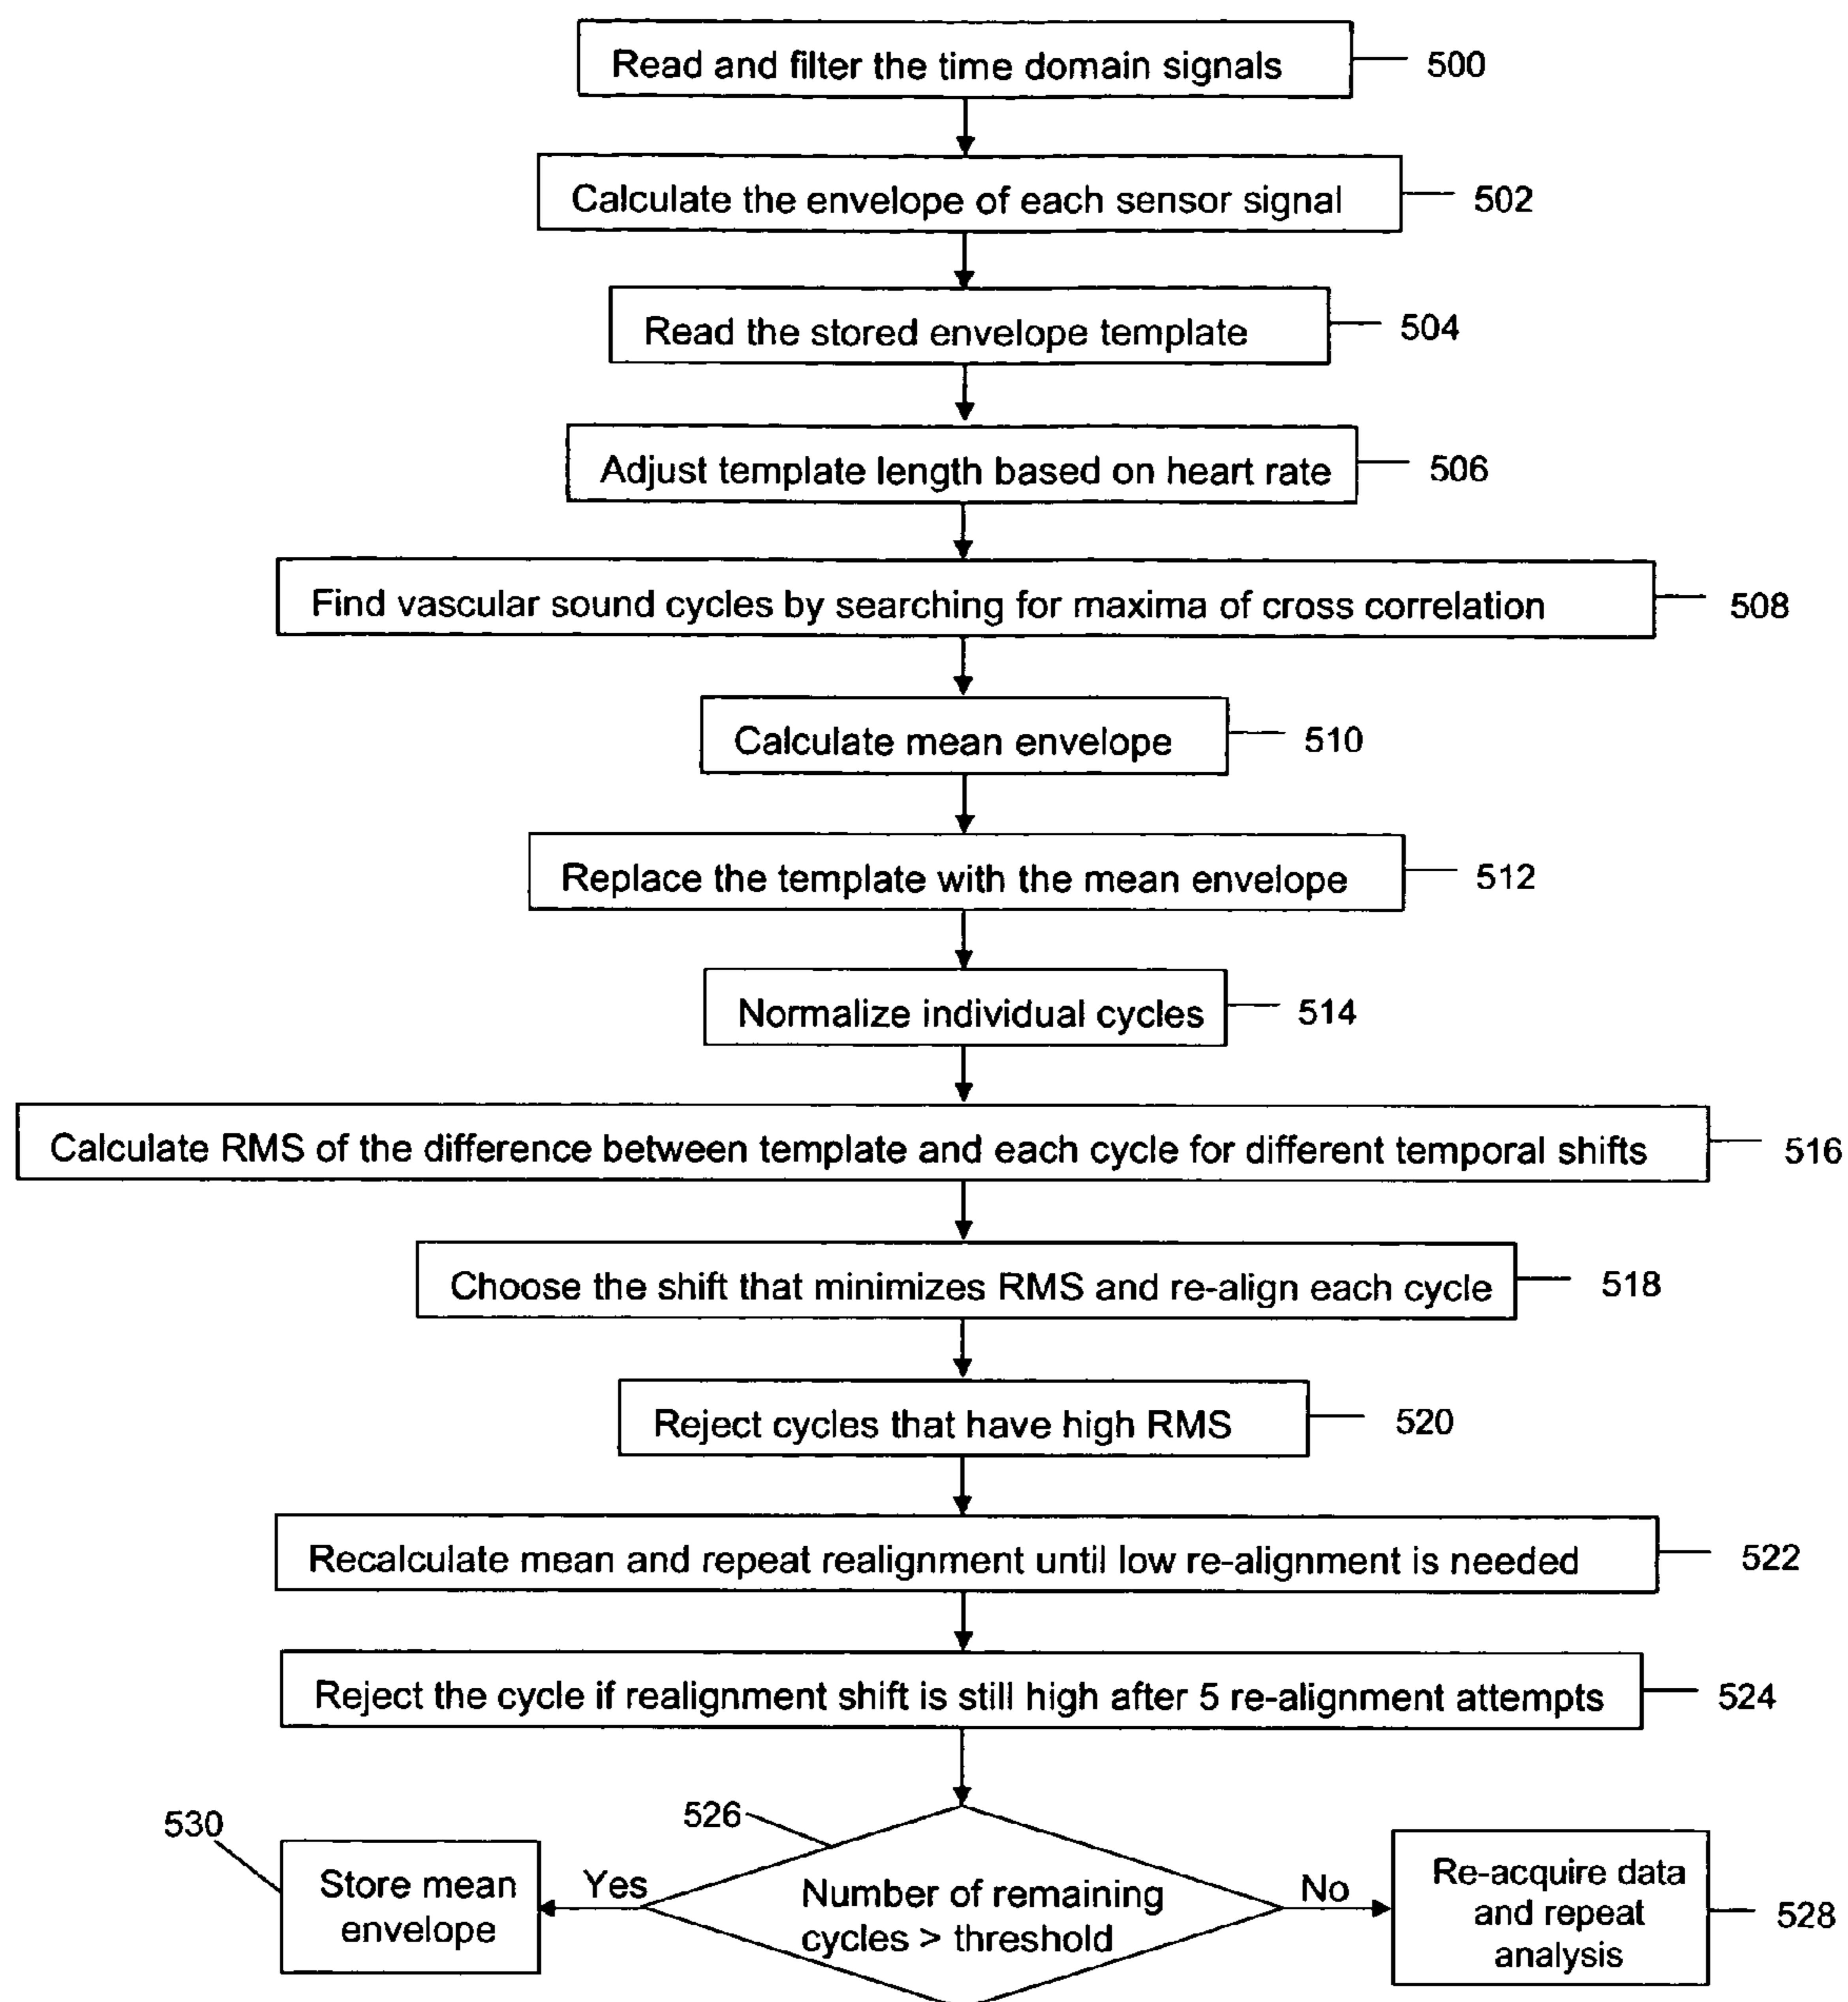 Read and filter the time domain signals
500
Calculate the envelope of each sensor signal
502
Read the stored envelope template
504
Adjust template length based on heart rate
506
Find vascular sound cycles by searching for maxima of cross correlation
508
Calculate mean envelope
510
Replace the template with the mean envelope
512
Normalize individual cycles
514
Calculate RMS of the difference between template and each cycle for different temporal shifts
516
Choose the shift that minimizes RMS and re-align each cycle
518
Reject cycles that have high RMS
520
Recalculate mean and repeat realignment until low re-alignment is needed
522
Reject the cycle if realignment shift is still high after 5 re-alignment attempts
524
530
Store mean
envelope
Yes
526
Number of remaining
cycles > threshold
No
Re-acquire data
and repeat
analysis
528